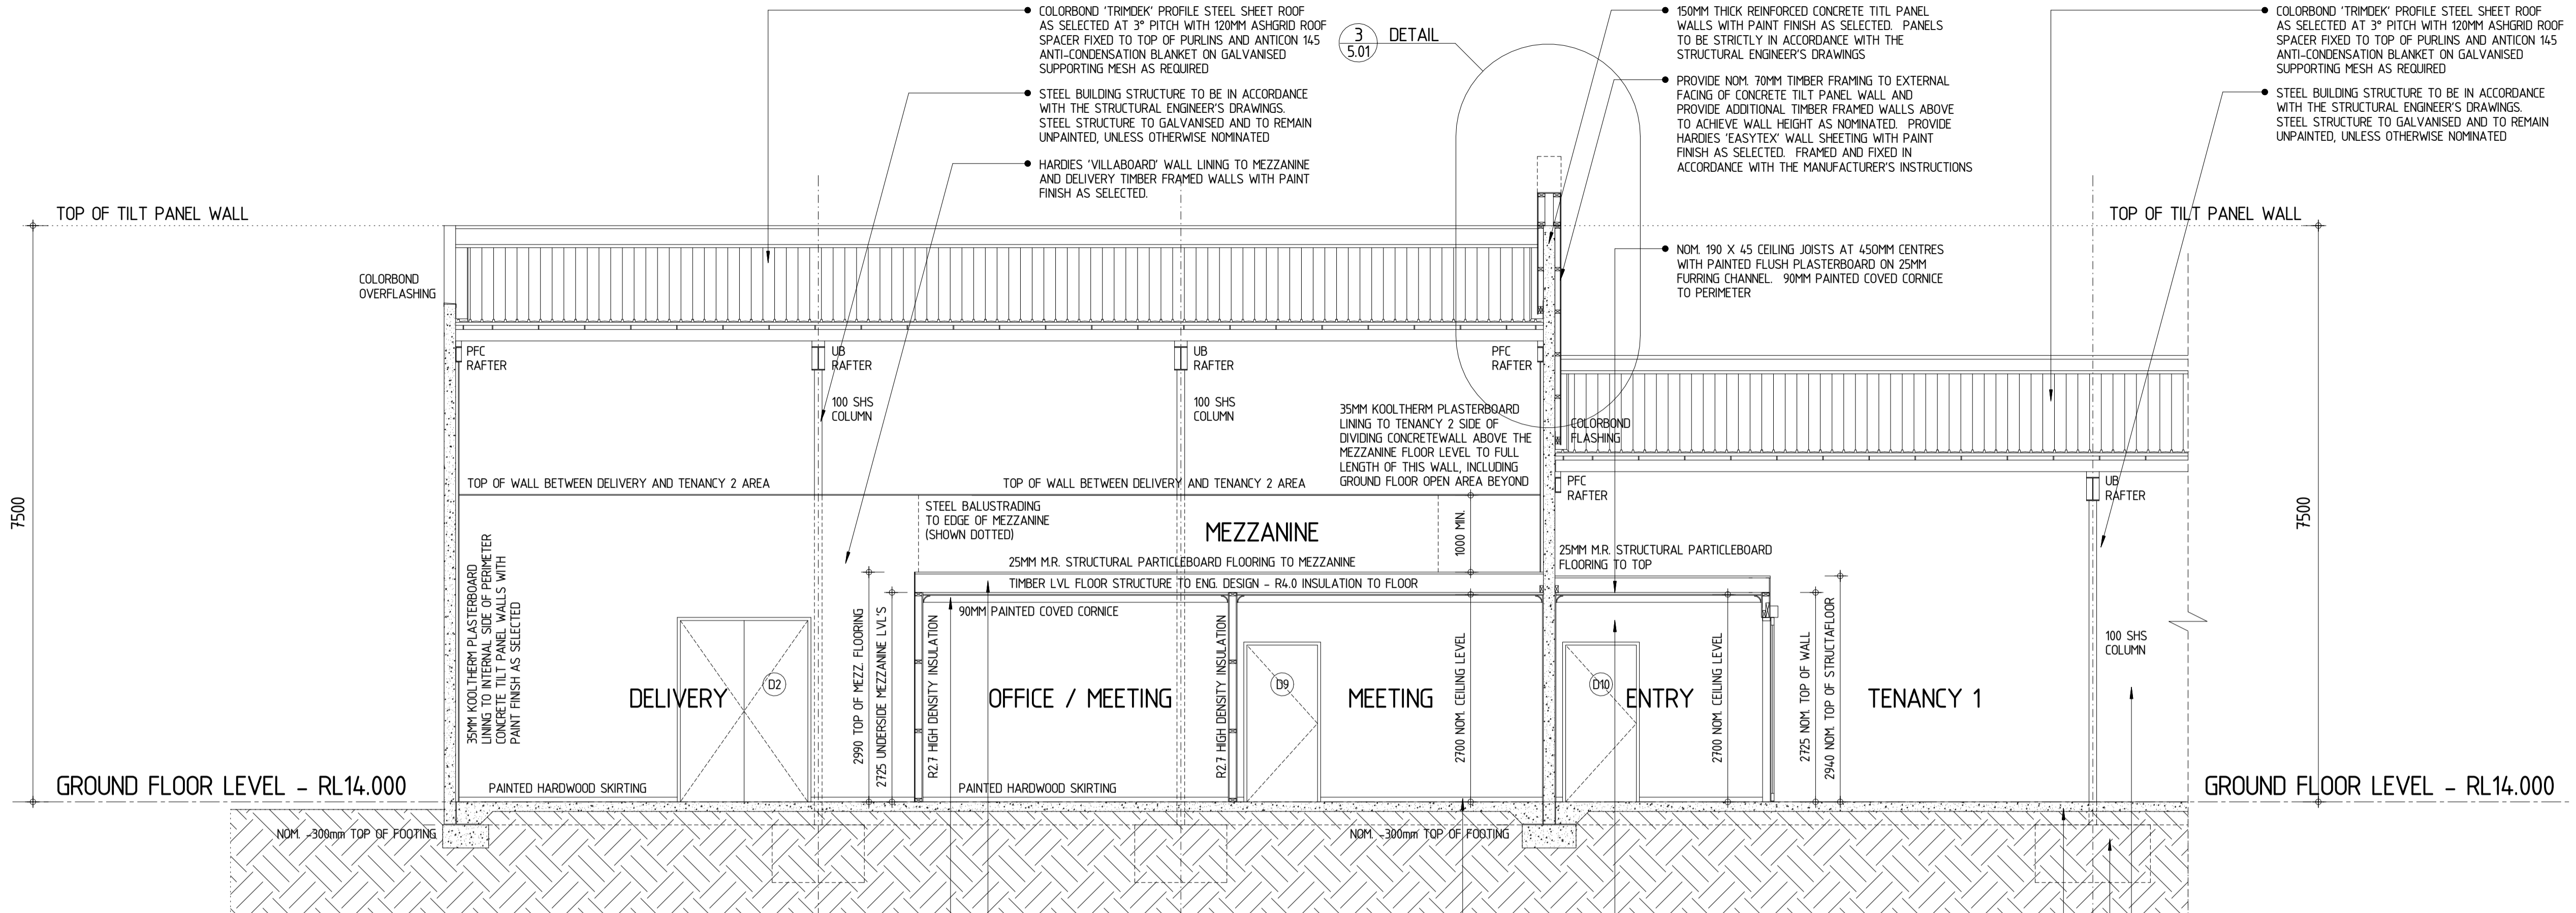 COLORBOND 'TRIMDEK' PROFILE STEEL SHEET ROOF
AS SELECTED AT 3° PITCH WITH 120MM ASHGRID ROOF
SPACER FIXED TO TOP OF PURLINS AND ANTICON 145
ANTI-CONDENSATION BLANKET ON GALVANISED
SUPPORTING MESH AS REQUIRED
STEEL BUILDING STRUCTURE TO BE IN ACCORDANCE
WITH THE STRUCTURAL ENGINEER'S DRAWINGS.
STEEL STRUCTURE TO GALVANISED AND TO REMAIN
UNPAINTED, UNLESS OTHERWISE NOMINATED
HARDIES 'VILLABOARD' WALL LINING TO MEZZANINE
AND DELIVERY TIMBER FRAMED WALLS WITH PAINT
FINISH AS SELECTED.
3
5.01
DETAIL
150MM THICK REINFORCED CONCRETE TITL PANEL
WALLS WITH PAINT FINISH AS SELECTED. PANELS
TO BE STRICTLY IN ACCORDANCE WITH THE
STRUCTURAL ENGINEER'S DRAWINGS
PROVIDE NOM. 70MM TIMBER FRAMING TO EXTERNAL
FACING OF CONCRETE TILT PANEL WALL AND
PROVIDE ADDITIONAL TIMBER FRAMED WALLS ABOVE
TO ACHIEVE WALL HEIGHT AS NOMINATED. PROVIDE
HARDIES 'EASYTEX' WALL SHEETING WITH PAINT
FINISH AS SELECTED. FRAMED AND FIXED IN
ACCORDANCE WITH THE MANUFACTURER'S INSTRUCTIONS
NOM. 190 X 45 CEILING JOISTS AT 450MM CENTRES
WITH PAINTED FLUSH PLASTERBOARD ON 25MM
FURRING CHANNEL. 90MM PAINTED COVED CORNICE
TO PERIMETER
COLORBOND 'TRIMDEK' PROFILE STEEL SHEET ROOF
AS SELECTED AT 3° PITCH WITH 120MM ASHGRID ROOF
SPACER FIXED TO TOP OF PURLINS AND ANTICON 145
ANTI-CONDENSATION BLANKET ON GALVANISED
SUPPORTING MESH AS REQUIRED
STEEL BUILDING STRUCTURE TO BE IN ACCORDANCE
WITH THE STRUCTURAL ENGINEER'S DRAWINGS.
STEEL STRUCTURE TO GALVANISED AND TO REMAIN
UNPAINTED, UNLESS OTHERWISE NOMINATED
TOP OF TILT PANEL WALL
TOP OF TILT PANEL WALL
COLORBOND
OVERFLASHING
PFC
RAFTER
UB
RAFTER
UB
RAFTER
PFC
RAFTER
100 SHS
COLUMN
100 SHS
COLUMN
35MM KOOLTHERM PLASTERBOARD
LINING TO TENANCY 2 SIDE OF
DIVIDING CONCRETEWALL ABOVE THE
MEZZANINE FLOOR LEVEL TO FULL
LENGTH OF THIS WALL, INCLUDING
GROUND FLOOR OPEN AREA BEYOND
COLORBOND
FLASHING
PFC
RAFTER
UB
RAFTER
TOP OF WALL BETWEEN DELIVERY AND TENANCY 2 AREA
TOP OF WALL BETWEEN DELIVERY AND TENANCY 2 AREA
7500
7500
STEEL BALUSTRADING
TO EDGE OF MEZZANINE
(SHOWN DOTTED)
MEZZANINE
1000 MIN.
25MM M.R. STRUCTURAL PARTICLEBOARD FLOORING TO MEZZANINE
25MM M.R. STRUCTURAL PARTICLEBOARD
FLOORING TO TOP
TIMBER LVL FLOOR STRUCTURE TO ENG. DESIGN - R4.0 INSULATION TO FLOOR
90MM PAINTED COVED CORNICE
35MM KOOLTHERM PLASTERBOARD
LINING TO INTERNAL SIDE OF PERIMETER
CONCRETE TILT PANEL WALLS WITH
PAINT FINISH AS SELECTED
DELIVERY
D2
2990 TOP OF MEZZ. FLOORING
2725 UNDERSIDE MEZZANINE LVL'S
R2.7 HIGH DENSITY INSULATION
OFFICE / MEETING
R2.7 HIGH DENSITY INSULATION
D9
MEETING
2700 NOM. CEILING LEVEL
D10
ENTRY
2700 NOM. CEILING LEVEL
2725 NOM. TOP OF WALL
2940 NOM. TOP OF STRUCTAFLOOR
TENANCY 1
100 SHS
COLUMN
GROUND FLOOR LEVEL - RL14.000
PAINTED HARDWOOD SKIRTING
PAINTED HARDWOOD SKIRTING
GROUND FLOOR LEVEL - RL14.000
NOM. -300mm TOP OF FOOTING
NOM. -300mm TOP OF FOOTING